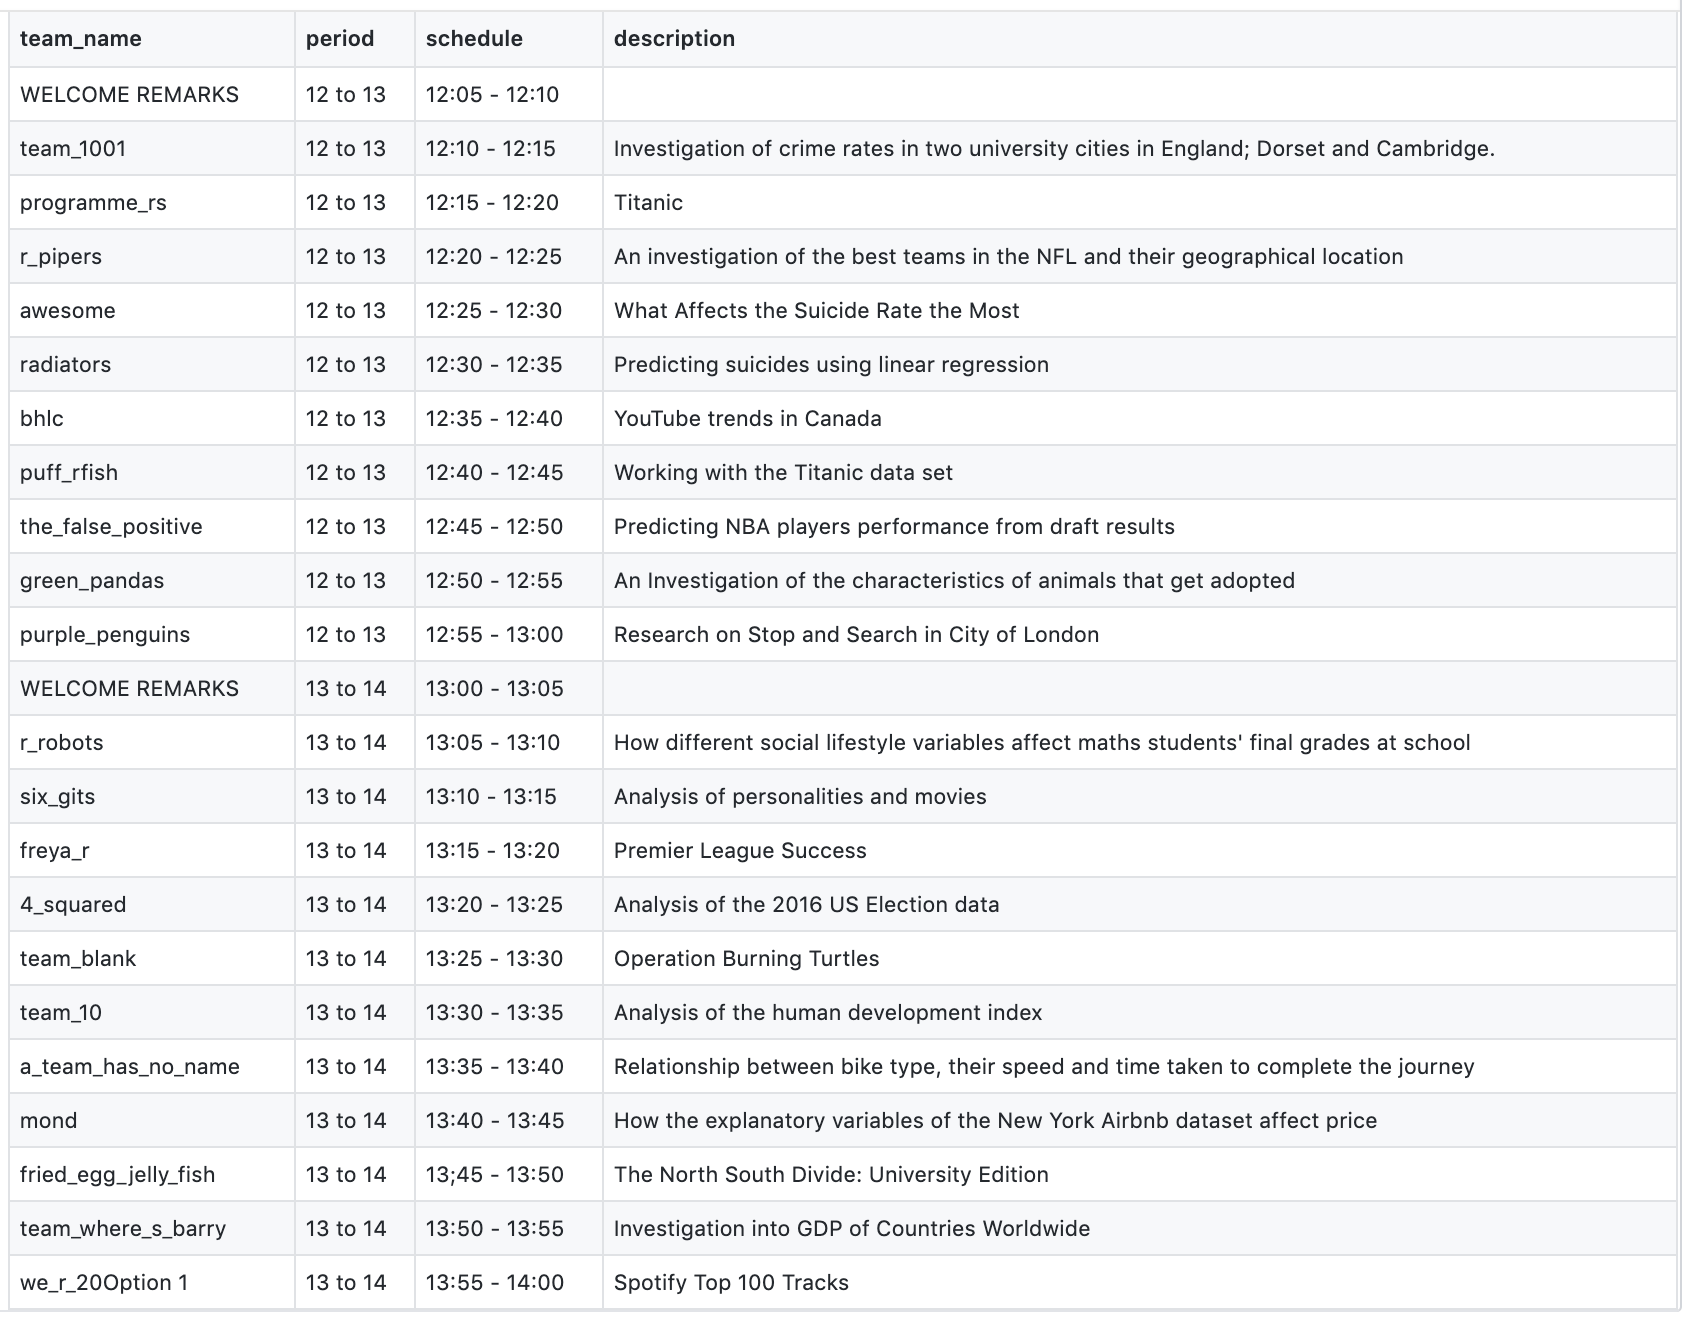 team_name period schedule description
WELCOME REMARKS 12 to 13 12:05 - 12:10
team_1001 12 to 13 12:10 - 12:15 Investigation of crime rates in two university cities in England; Dorset and Cambridge.
programme_rs 12 to 13 12:15 - 12:20 Titanic
r_pipers 12 to 13 12:20 - 12:25 An investigation of the best teams in the NFL and their geographical location
awesome 12 to 13 12:25 - 12:30 What Affects the Suicide Rate the Most
radiators 12 to 13 12:30 - 12:35 Predicting suicides using linear regression
bhlc 12 to 13 12:35 - 12:40 YouTube trends in Canada
puff_rfish 12 to 13 12:40 - 12:45 Working with the Titanic data set
the_false_positive 12 to 13 12:45 - 12:50 Predicting NBA players performance from draft results
green_pandas 12 to 13 12:50 - 12:55 An Investigation of the characteristics of animals that get adopted
purple_penguins 12 to 13 12:55 - 13:00 Research on Stop and Search in City of London
WELCOME REMARKS 13 to 14 13:00 - 13:05
r_robots 13 to 14 13:05 - 13:10 How different social lifestyle variables affect maths students' final grades at school
six_gits 13 to 14 13:10 - 13:15 Analysis of personalities and movies
freya_r 13 to 14 13:15 - 13:20 Premier League Success
4_squared 13 to 14 13:20 - 13:25 Analysis of the 2016 US Election data
team_blank 13 to 14 13:25 - 13:30 Operation Burning Turtles
team_10 13 to 14 13:30 - 13:35 Analysis of the human development index
a_team_has_no_name 13 to 14 13:35 - 13:40 Relationship between bike type, their speed and time taken to complete the journey
mond 13 to 14 13:40 - 13:45 How the explanatory variables of the New York Airbnb dataset affect price
fried_egg_jelly_fish 13 to 14 13;45 - 13:50 The North South Divide: University Edition
team_where_s_barry 13 to 14 13:50 - 13:55 Investigation into GDP of Countries Worldwide
we_r_20Option 1 13 to 14 13:55 - 14:00 Spotify Top 100 Tracks